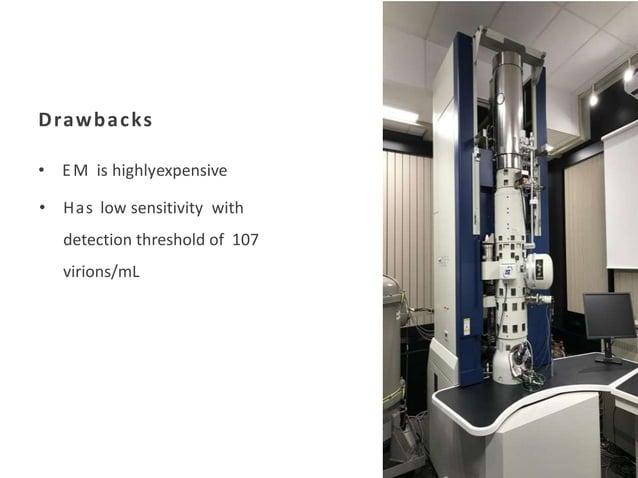 Drawbacks
• EM is highlyexpensive
• Has low sensitivity with
detection threshold of 107
virions/mL